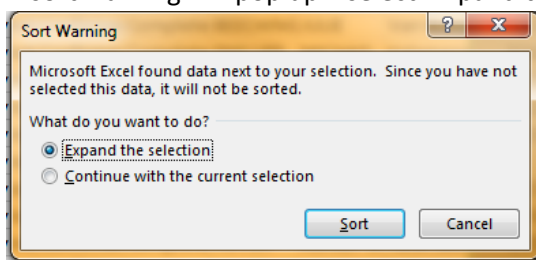 Sort Warning
Microsoft Excel found data next to your selection. Since you have not
selected this data, it will not be sorted.
What do you want to do?
Expand the selection
Continue with the current selection
Sort
Cancel